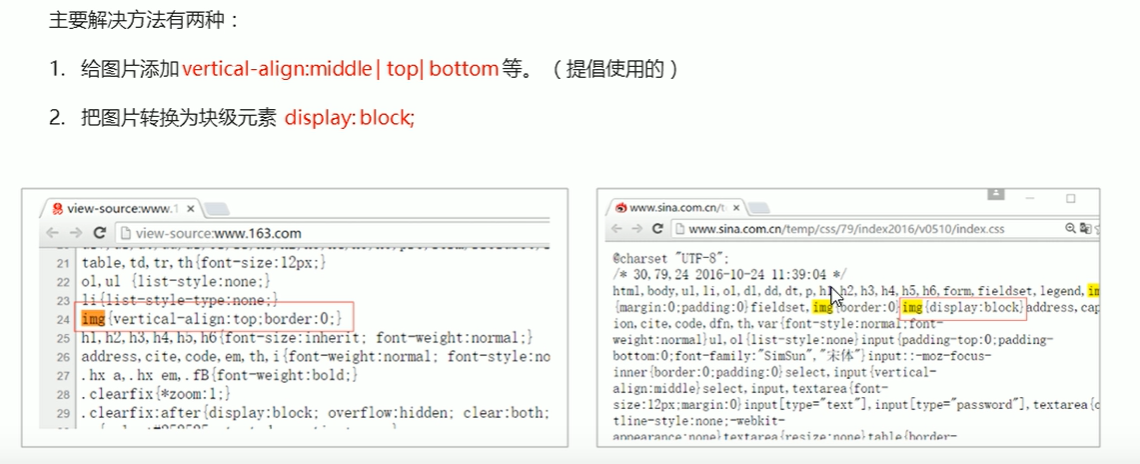 主要解决方法有两种：
1. 给图片添加vertical-align:middle | top| bottom等。 （提倡使用的）
2. 把图片转换为块级元素 display: block;
view-source:www.1
view-source:www.163.com
21 table,td,tr,th{font-size:12px;}
22 ol,ul {list-style:none;}
23 li{list-style-type:none;}
24 img{vertical-align:top;border:0;}
25 h1,h2,h3,h4,h5,h6{font-size:inherit; font-weight:normal;}
26 address,cite,code,em,th,i{font-weight:normal; font-style:no
27 .hx a,.hx em,.fB{font-weight:bold;}
28 .clearfix{*zoom:1;}
29 .clearfix:after{display:block; overflow:hidden; clear:both;
www.sina.com.cn/t
www.sina.com.cn/temp/css/79/index2016/v0510/index.css
@charset "UTF-8";
/* 30,79,24 2016-10-24 11:39:04 */
html,body,ul,li,ol,dl,dd,dt,p,h1,h2,h3,h4,h5,h6,form,fieldset,legend,im
{margin:0;padding:0}fieldset,img{border:0}img{display:block}address,cap
ion,cite,code,dfn,th,var{font-style:normal;font-
weight:normal}ul,ol{list-style:none}input{padding-top:0;padding-
bottom:0;font-family:"SimSun","宋体"}input::-moz-focus-
inner{border:0;padding:0}select,input{vertical-
align:middle}select,input,textarea{font-
size:12px;margin:0}input[type="text"],input[type="password"],textarea{o
tline-style:none;-webkit-
appearance:none}textarea{resize:none}table{border-